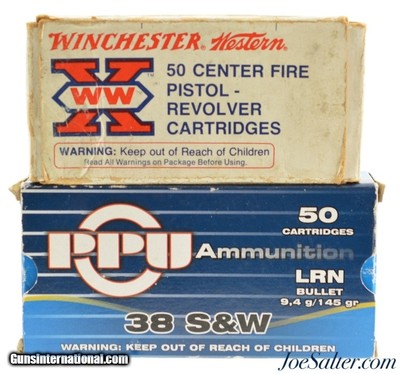 WINCHESTER Western
X
WW
50 CENTER FIRE
PISTOL -
REVOLVER
CARTRIDGES
WARNING: Keep out of Reach of Children
Read All Warnings on Package Before Using.
PPU
Ammunition
50
CARTRIDGES
LRN
BULLET
9,4 g/145 gr
38 S&W
WARNING: KEEP OUT OF REACH OF CHILDREN.
Gunsinternational.com
JoeSalter.com